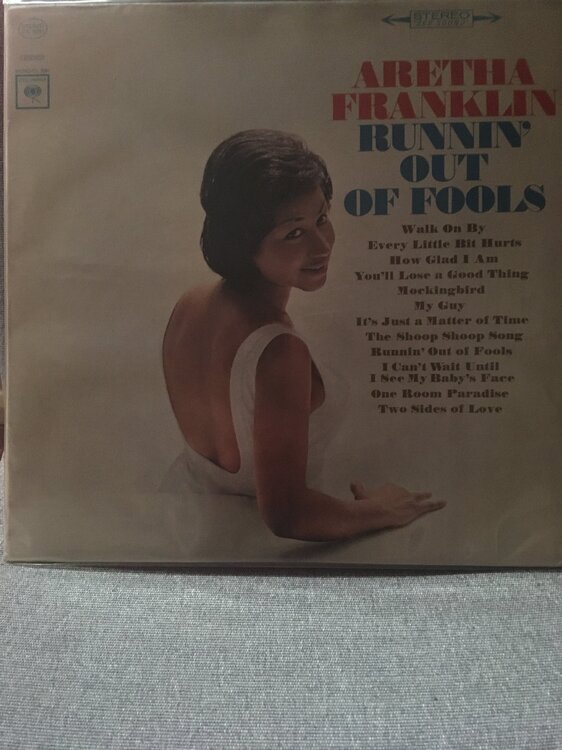 STEREO
ARETHA
FRANKLIN
RUNNIN'
OUT
OF FOOLS
Walk On By
Every Little Bit Hurts
How Glad I Am
You'll Lose a Good Thing
Mockingbird
My Guy
It's Just a Matter of Time
The Shoop Shoop Song
Runnin' Out of Fools
I Can't Wait Until
I See My Baby's Face
One Room Paradise
Two Sides of Love